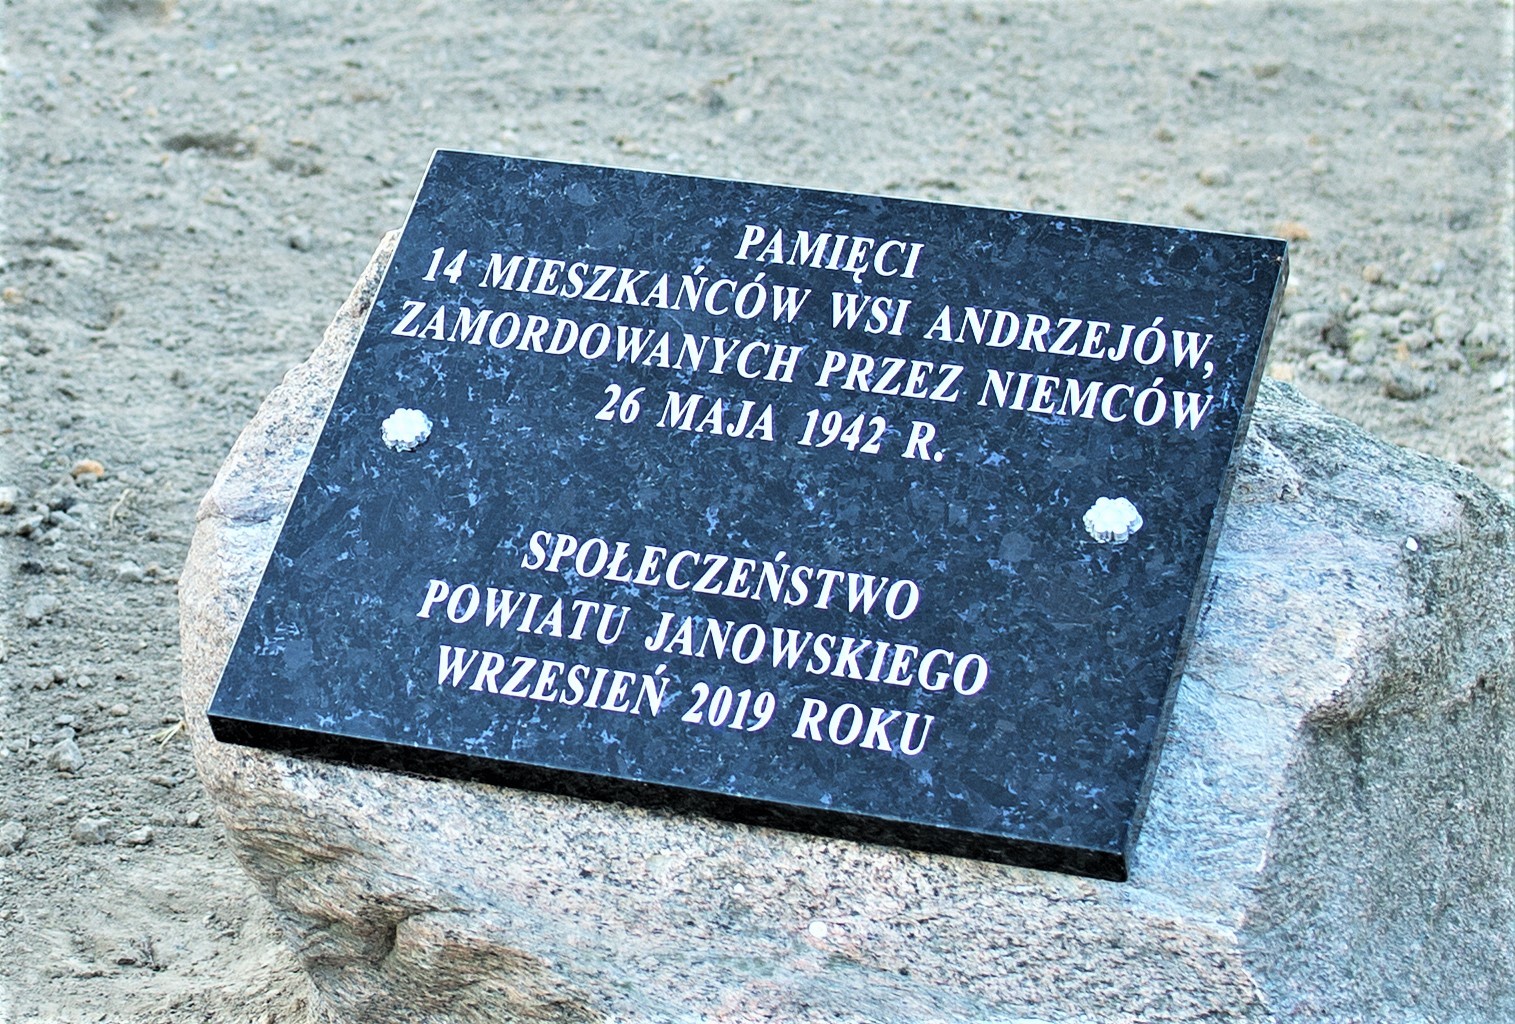 PAMIĘCI
14 MIESZKAŃCÓW WSI ANDRZEJÓW,
ZAMORDOWANYCH PRZEZ NIEMCÓW
26 MAJA 1942 R.
SPOŁECZEŃSTWO
POWIATU JANOWSKIEGO
WRZESIEŃ 2019 ROKU